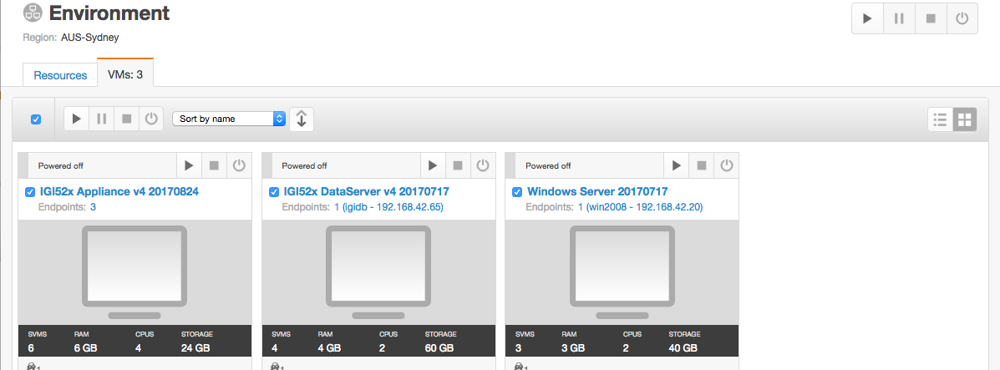 Environment
Region: AUS-Sydney
Resources
VMs: 3
Sort by name
Powered off
Powered off
Powered off
IGI52x Appliance v4 20170824
IGI52x DataServer v4 20170717
Windows Server 20170717
Endpoints: 3
Endpoints: 1 (igidb - 192.168.42.65)
Endpoints: 1 (win2008 - 192.168.42.20)
SVMS RAM CPUS STORAGE
6 6 GB 4 24 GB
SVMS RAM CPUS STORAGE
4 4 GB 2 60 GB
SVMS RAM CPUS STORAGE
3 3 GB 2 40 GB
1
1
1